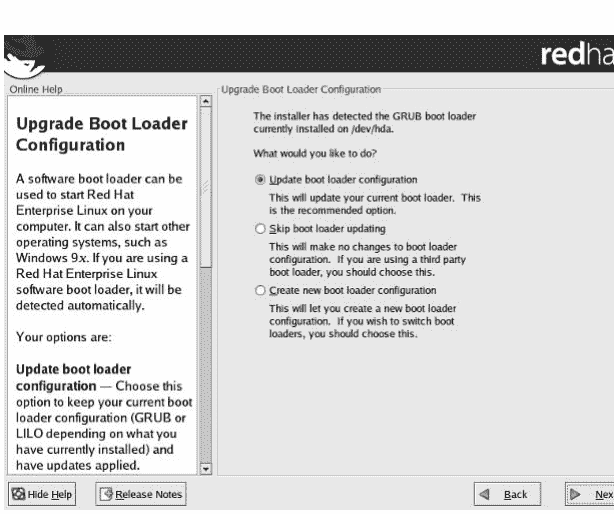 redha
Online Help
Upgrade Boot Loader
Configuration
A software boot loader can be
used to start Red Hat
Enterprise Linux on your
computer. It can also start other
operating systems, such as
Windows 9x. If you are using a
Red Hat Enterprise Linux
software boot loader, it will be
detected automatically.
Your options are:
Update boot loader
configuration — Choose this
option to keep your current boot
loader configuration (GRUB or
LILO depending on what you
have currently installed) and
have updates applied.
Upgrade Boot Loader Configuration
The installer has detected the GRUB boot loader
currently installed on /dev/hda.
What would you like to do?
Update boot loader configuration
This will update your current boot loader. This
is the recommended option.
Skip boot loader updating
This will make no changes to boot loader
configuration. If you are using a third party
boot loader, you should choose this.
Create new boot loader configuration
This will let you create a new boot loader
configuration. If you wish to switch boot
loaders, you should choose this.
Hide Help
Release Notes
Back
Nex